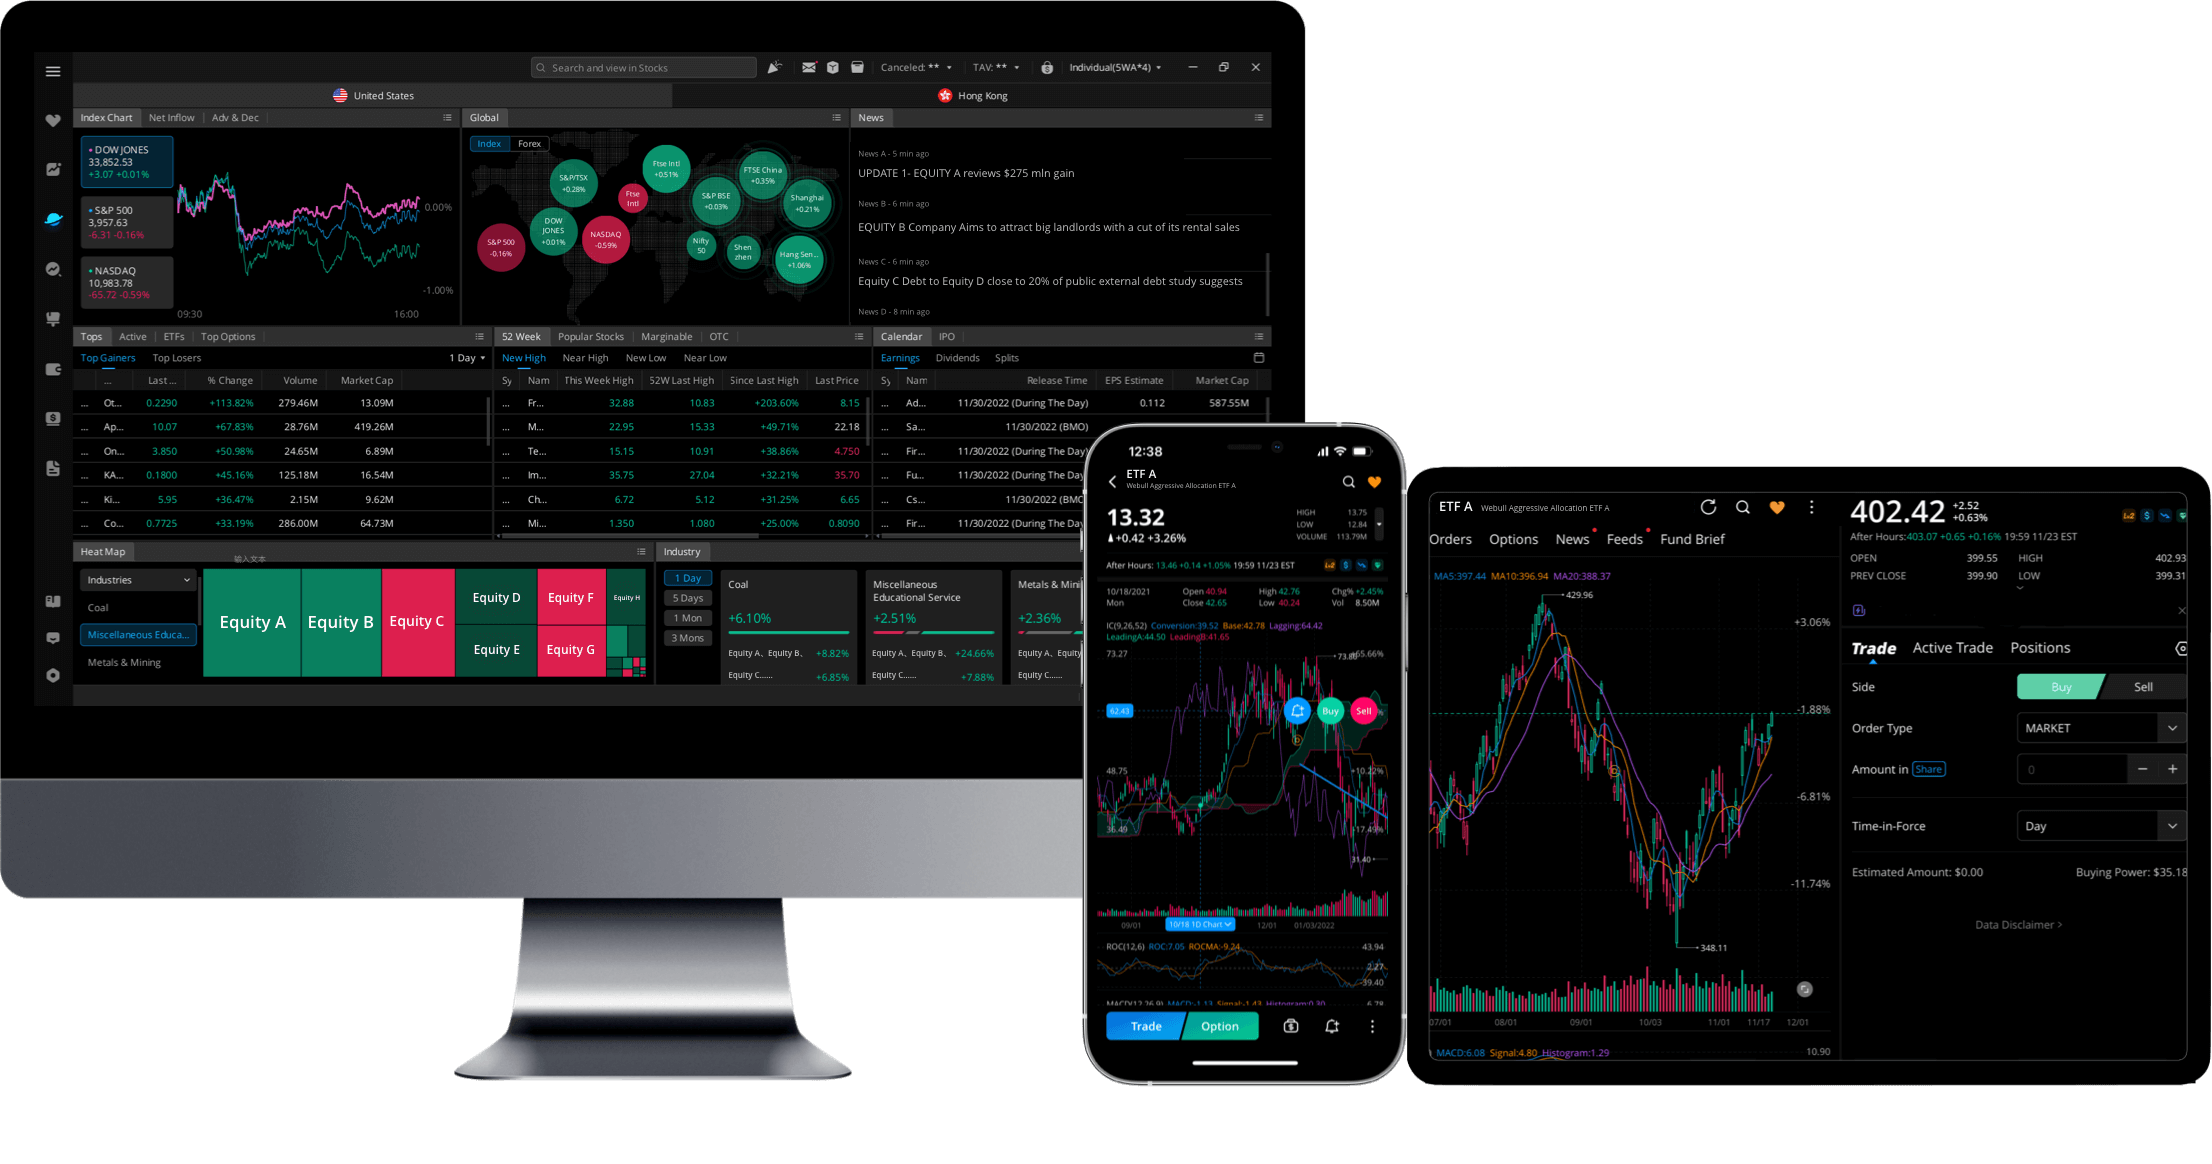 Search and view in Stocks
Canceled: **
TAV: **
Individual(5WA*4)
United States
Hong Kong
Index Chart
Net Inflow
Adv & Dec
DOW JONES
33,852.53
+3.07 +0.01%
S&P 500
3,957.63
-6.31 -0.16%
NASDAQ
10,983.78
-65.72 -0.59%
0.00%
-1.00%
09:30
16:00
Global
Index
Forex
S&P/TSX
+0.28%
Ftse Intl
+0.51%
Ftse
Intl
FTSE China
+0.35%
S&P BSE
+0.03%
Shanghai
+0.21%
DOW
JONES
+0.01%
S&P 500
-0.16%
NASDAQ
-0.59%
Nifty
50
Shen
zhen
Hang Sen...
+1.06%
News
News A - 5 min ago
UPDATE 1- EQUITY A reviews $275 mln gain
News B - 6 min ago
EQUITY B Company Aims to attract big landlords with a cut of its rental sales
News C - 6 min ago
Equity C Debt to Equity D close to 20% of public external debt study suggests
News D - 8 min ago
Tops
Active
ETFs
Top Options
Top Gainers
Top Losers
1 Day
... Last ... % Change Volume Market Cap
... Ot... 0.2290 +113.82% 279.46M 13.09M
... Ap... 10.07 +67.83% 28.76M 419.26M
... On... 3.850 +50.98% 24.65M 6.89M
... KA... 0.1800 +45.16% 125.18M 16.54M
... Ki... 5.95 +36.47% 2.15M 9.62M
... Co... 0.7725 +33.19% 286.00M 64.73M
52 Week
Popular Stocks
Marginable
OTC
New High
Near High
New Low
Near Low
Sy Nam This Week High 52W Last High Since Last High Last Price
... Fr... 32.88 10.83 +203.60% 8.15
... M... 22.95 15.33 +49.71% 22.18
... Te... 15.15 10.91 +38.86% 4.750
... Im... 35.75 27.04 +32.21% 35.70
... Ch... 6.72 5.12 +31.25% 6.65
... Mi... 1.350 1.080 +25.00% 0.8090
Calendar
IPO
Earnings
Dividends
Splits
Sy Nam Release Time EPS Estimate Market Cap
... Ad... 11/30/2022 (During The Day) 0.112 587.55M
... Sa... 11/30/2022 (BMO)
... Fir... 11/30/2022 (During The Day)
... Fu... 11/30/2022 (During The Day)
... Cs... 11/30/2022 (BMO
... Fir... 11/30/2022 (During The Day
Heat Map
输入文本
Industries
Coal
Miscellaneous Educa...
Metals & Mining
Equity A
Equity B
Equity C
Equity D
Equity E
Equity F
Equity G
Equity H
Industry
1 Day
5 Days
1 Mon
3 Mons
Coal
+6.10%
Equity A、Equity B、 +8.82%
Equity C...... +6.85%
Miscellaneous
Educational Service
+2.51%
Equity A、Equity B、 +24.66%
Equity C...... +7.88%
Metals & Mini
+2.36%
Equity A、Equity
Equity C......
12:38
ETF A
Webull Aggressive Allocation ETF A
13.32
+0.42 +3.26%
HIGH 13.75
LOW 12.84
VOLUME 113.79M
After Hours: 13.46 +0.14 +1.05% 19:59 11/23 EST
10/18/2021 Open 40.94 High 42.76 Chg% +2.45%
Mon Close 42.65 Low 40.24 Vol 8.50M
IC(9,26,52) Conversion:39.52 Base:42.78 Lagging:64.42
LeadingA:44.50 LeadingB:41.65
73.27
73.88
+65.66%
62.43
Buy
Sell
48.75
+10.22%
36.49
+17.49%
31.40
09/01
10/18 1D Chart
12/01
01/03/2022
ROC(12,6) ROC:7.05 ROCMA:-9.24 43.94
2.27
-39.40
MACD(12,26,9) MACD:-1.13 Signal:-1.43 Histogram:0.30 6.78
Trade
Option
ETF A
Webull Aggressive Allocation ETF A
Orders
Options
News
Feeds
Fund Brief
MA5:397.44 MA10:396.94 MA20:388.37
429.96
+3.06%
-1.88%
-6.81%
-11.74%
348.11
07/01 08/01 09/01 10/03 11/01 11/17 12/01
MACD:6.08 Signal:4.80 Histogram:1.29
10.90
402.42
+2.52
+0.63%
After Hours:403.07 +0.65 +0.16% 19:59 11/23 EST
OPEN 399.55 HIGH 402.93
PREV CLOSE 399.90 LOW 399.31
Trade
Active Trade
Positions
Side
Buy
Sell
Order Type
MARKET
Amount in Share
0
Time-in-Force
Day
Estimated Amount: $0.00
Buying Power: $35.18
Data Disclaimer >